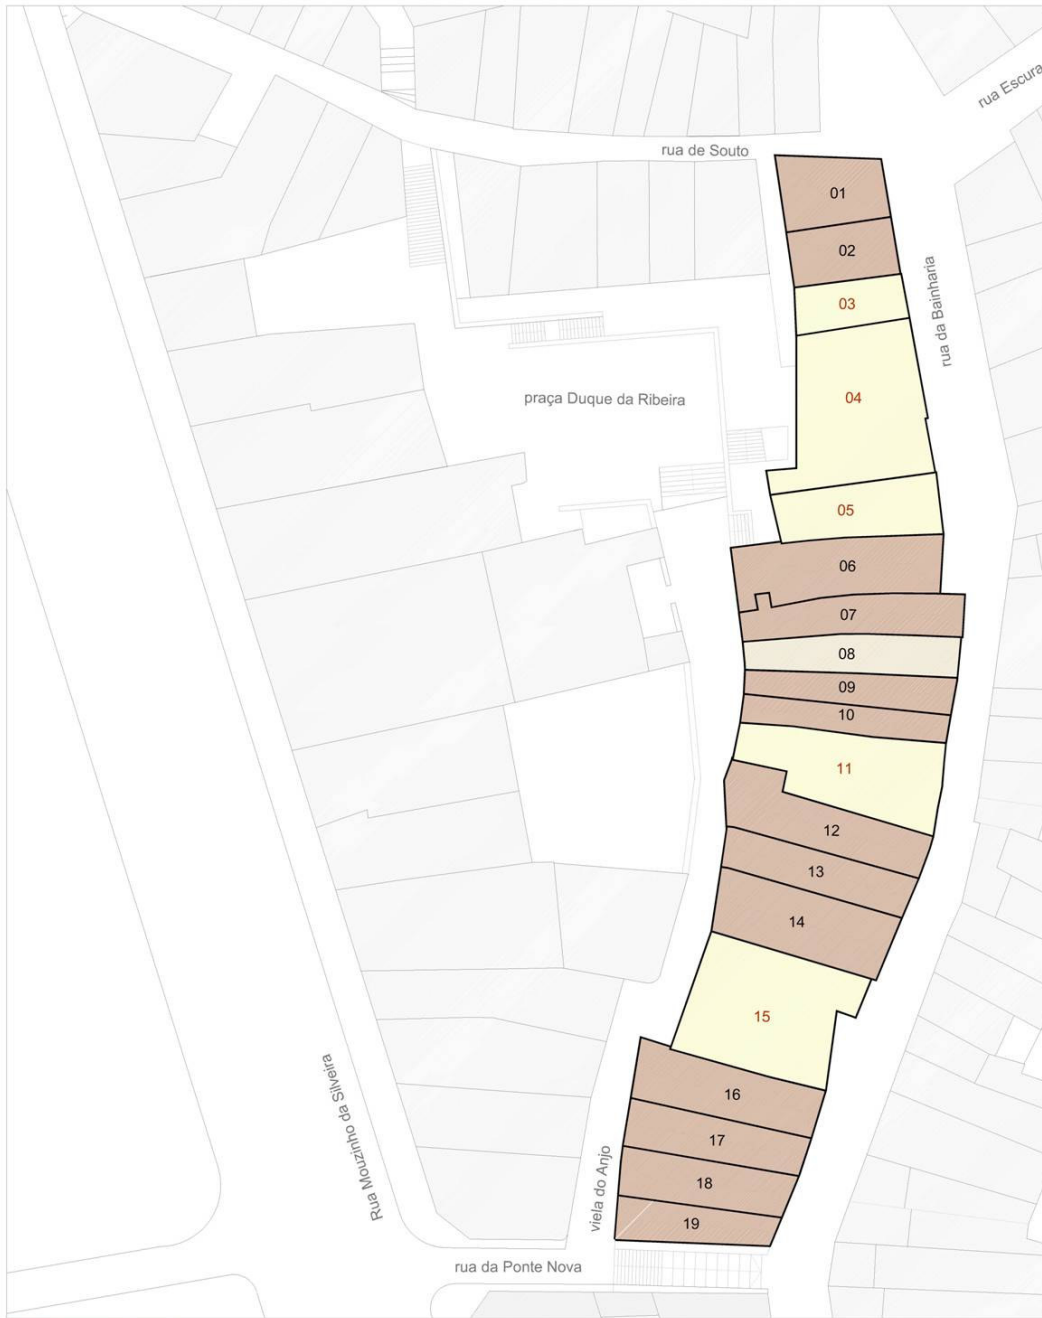 rua Escura
rua de Souto
01
02
rua da Bainharia
03
praça Duque da Ribeira
04
05
06
07
08
09
10
11
12
13
14
15
Rua Mouzinho da Silveira
16
17
viela do Anjo
18
19
rua da Ponte Nova